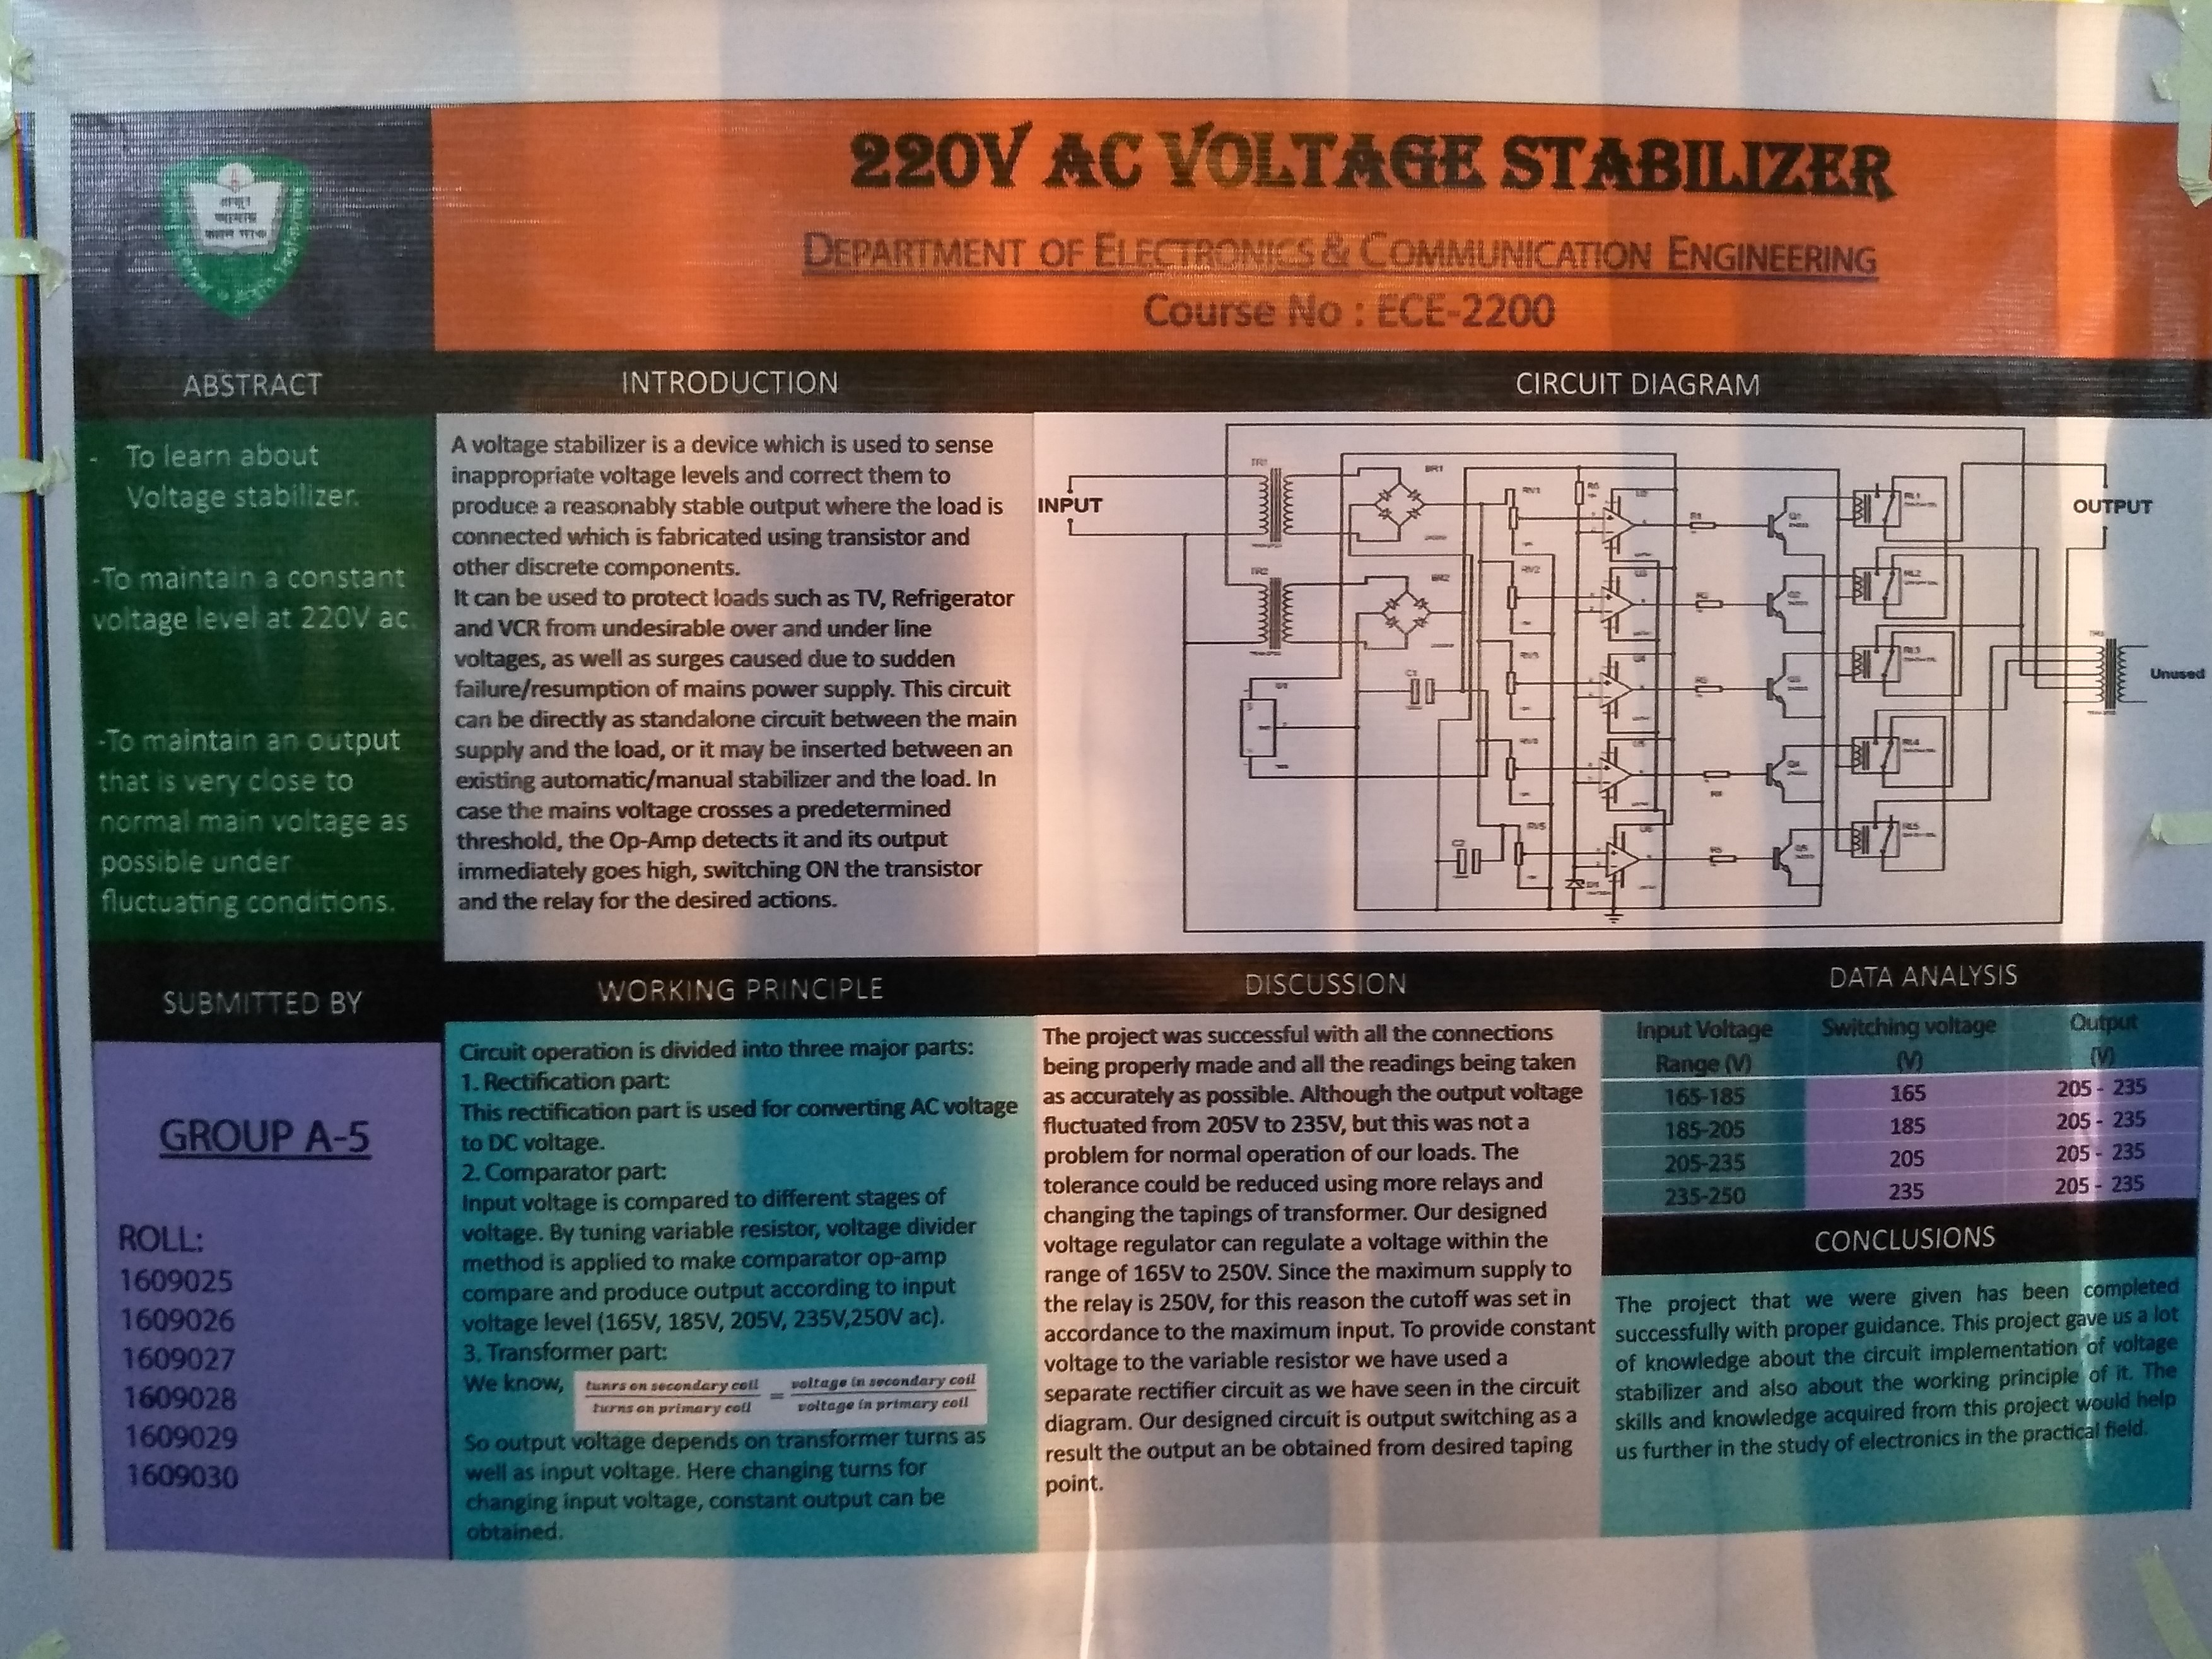 220V AC VOLTAGE STABILIZER
DEPARTMENT OF ELECTRONICS & COMMUNICATION ENGINEERING
Course No : ECE-2200
ABSTRACT
- To learn about
Voltage stabilizer.
-To maintain a constant
voltage level at 220V ac.
-To maintain an output
that is very close to
normal main voltage as
possible under
fluctuating conditions.
SUBMITTED BY
GROUP A-5
ROLL:
1609025
1609026
1609027
1609028
1609029
1609030
INTRODUCTION
A voltage stabilizer is a device which is used to sense
inappropriate voltage levels and correct them to
produce a reasonably stable output where the load is
connected which is fabricated using transistor and
other discrete components.
It can be used to protect loads such as TV, Refrigerator
and VCR from undesirable over and under line
voltages, as well as surges caused due to sudden
failure/resumption of mains power supply. This circuit
can be directly as standalone circuit between the main
supply and the load, or it may be inserted between an
existing automatic/manual stabilizer and the load. In
case the mains voltage crosses a predetermined
threshold, the Op-Amp detects it and its output
immediately goes high, switching ON the transistor
and the relay for the desired actions.
CIRCUIT DIAGRAM
INPUT
TR1
TR2
BR1
BR2
C1
C2
RV1
RV2
RV5
Q1
RL1
RL2
RL3
RL4
RL5
OUTPUT
Unused
WORKING PRINCIPLE
Circuit operation is divided into three major parts:
1. Rectification part:
This rectification part is used for converting AC voltage
to DC voltage.
2. Comparator part:
Input voltage is compared to different stages of
voltage. By tuning variable resistor, voltage divider
method is applied to make comparator op-amp
compare and produce output according to input
voltage level (165V, 185V, 205V, 235V,250V ac).
3. Transformer part:
We know, tunrs on secondary coil / turns on primary coil = voltage in secondary coil / voltage in primary coil
So output voltage depends on transformer turns as
well as input voltage. Here changing turns for
changing input voltage, constant output can be
obtained.
DISCUSSION
The project was successful with all the connections
being properly made and all the readings being taken
as accurately as possible. Although the output voltage
fluctuated from 205V to 235V, but this was not a
problem for normal operation of our loads. The
tolerance could be reduced using more relays and
changing the tapings of transformer. Our designed
voltage regulator can regulate a voltage within the
range of 165V to 250V. Since the maximum supply to
the relay is 250V, for this reason the cutoff was set in
accordance to the maximum input. To provide constant
voltage to the variable resistor we have used a
separate rectifier circuit as we have seen in the circuit
diagram. Our designed circuit is output switching as a
result the output an be obtained from desired taping
point.
DATA ANALYSIS
Input Voltage Range (V) Switching voltage (V) Output (V)
165-185 165 205 - 235
185-205 185 205 - 235
205-235 205 205 - 235
235-250 235 205 - 235
CONCLUSIONS
The project that we were given has been completed
successfully with proper guidance. This project gave us a lot
of knowledge about the circuit implementation of voltage
stabilizer and also about the working principle of it. The
skills and knowledge acquired from this project would help
us further in the study of electronics in the practical field.